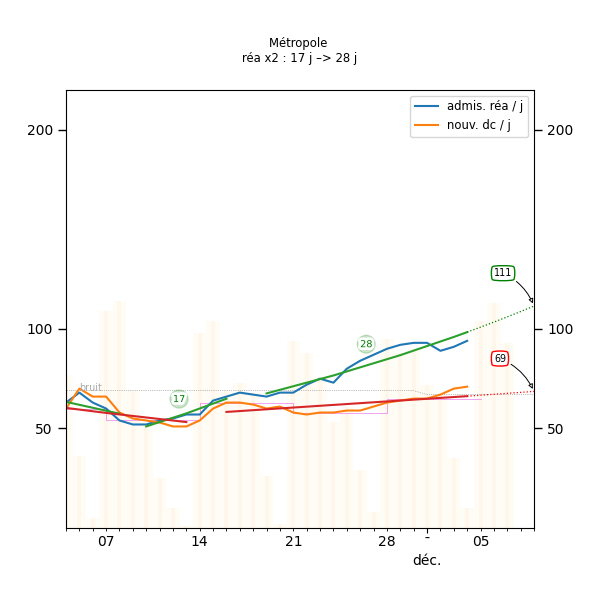 Métropole
réa x2 : 17 j –> 28 j
admis. réa / j
nouv. dc / j
200
200
111
100
100
28
69
bruit
17
50
50
07
14
21
28
-
05
déc.